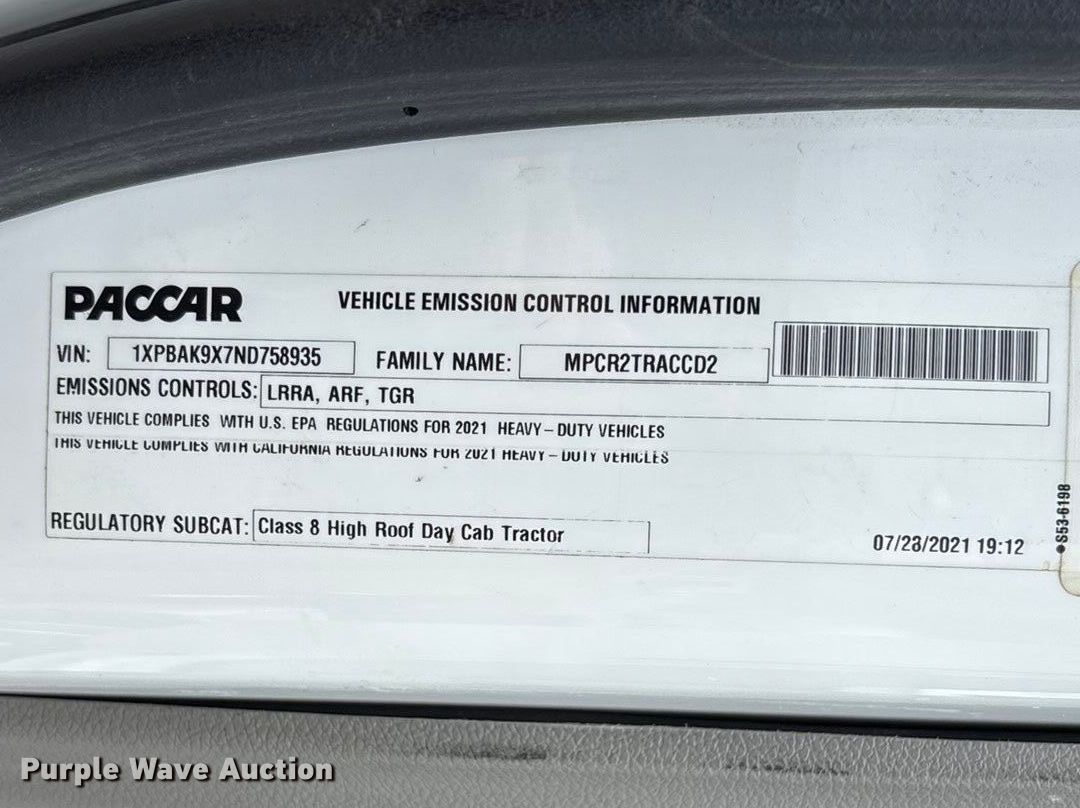 PACCAR
VEHICLE EMISSION CONTROL INFORMATION
VIN: 1XPBAK9X7ND758935 FAMILY NAME: MPCR2TRACCD2
EMISSIONS CONTROLS: LRRA, ARF, TGR
THIS VEHICLE COMPLIES WITH U.S. EPA REGULATIONS FOR 2021 HEAVY-DUTY VEHICLES
THIS VEHICLE COMPLIES WITH CALIFORNIA REGULATIONS FOR 2021 HEAVY-DUTY VEHICLES
REGULATORY SUBCAT: Class 8 High Roof Day Cab Tractor
07/23/2021 19:12
●S53-6198
Purple Wave Auction